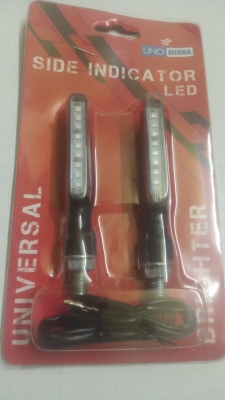 UNO MINDA
SIDE INDICATOR
LED
UNIVERSAL
BRIGHTER